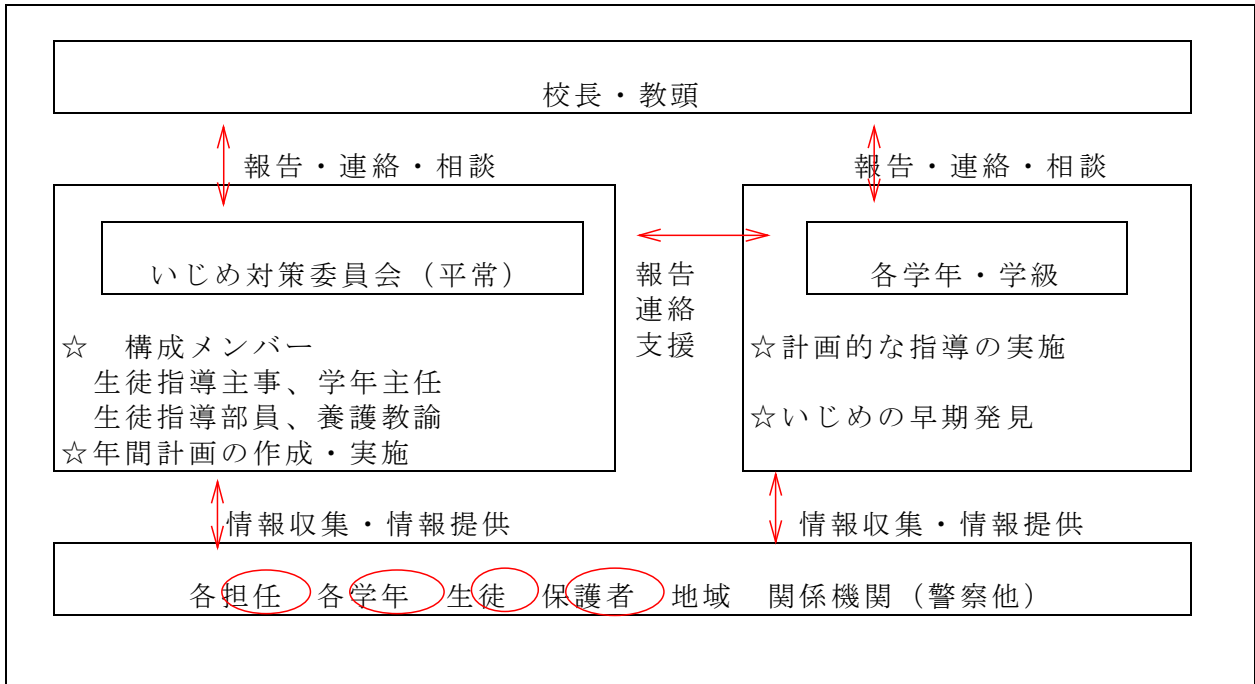 校長・教頭
報告・連絡・相談
報告・連絡・相談
いじめ対策委員会（平常）
☆　構成メンバー
生徒指導主事、学年主任
生徒指導部員、養護教諭
☆年間計画の作成・実施
報告
連絡
支援
各学年・学級
☆計画的な指導の実施
☆いじめの早期発見
情報収集・情報提供
情報収集・情報提供
各担任　各学年　生徒　保護者　地域　関係機関（警察他）